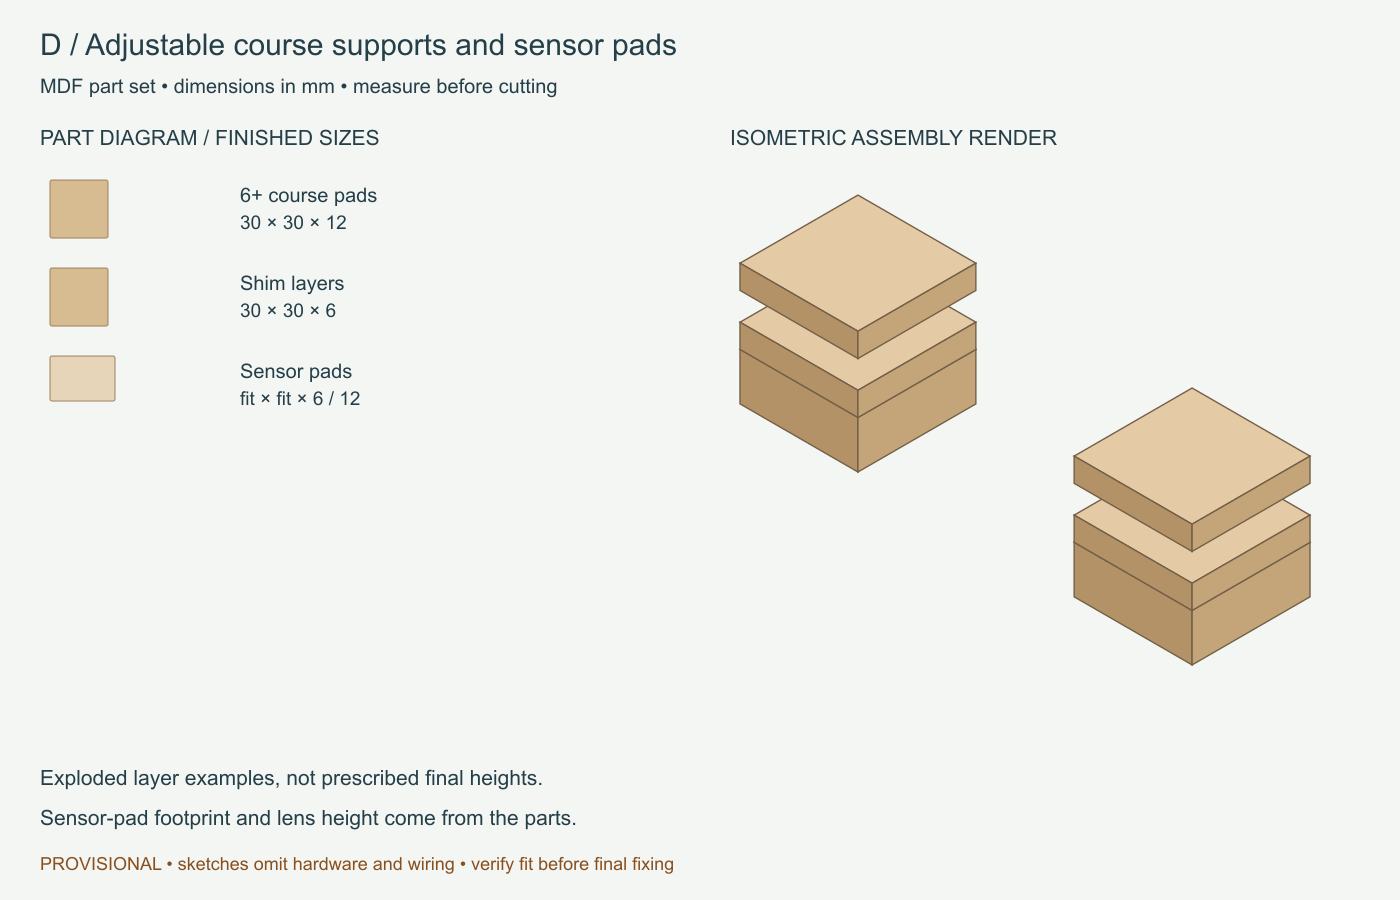 D / Adjustable course supports and sensor pads
MDF part set • dimensions in mm • measure before cutting
PART DIAGRAM / FINISHED SIZES
6+ course pads
30 × 30 × 12
Shim layers
30 × 30 × 6
Sensor pads
fit × fit × 6 / 12
ISOMETRIC ASSEMBLY RENDER
Exploded layer examples, not prescribed final heights.
Sensor-pad footprint and lens height come from the parts.
PROVISIONAL • sketches omit hardware and wiring • verify fit before final fixing